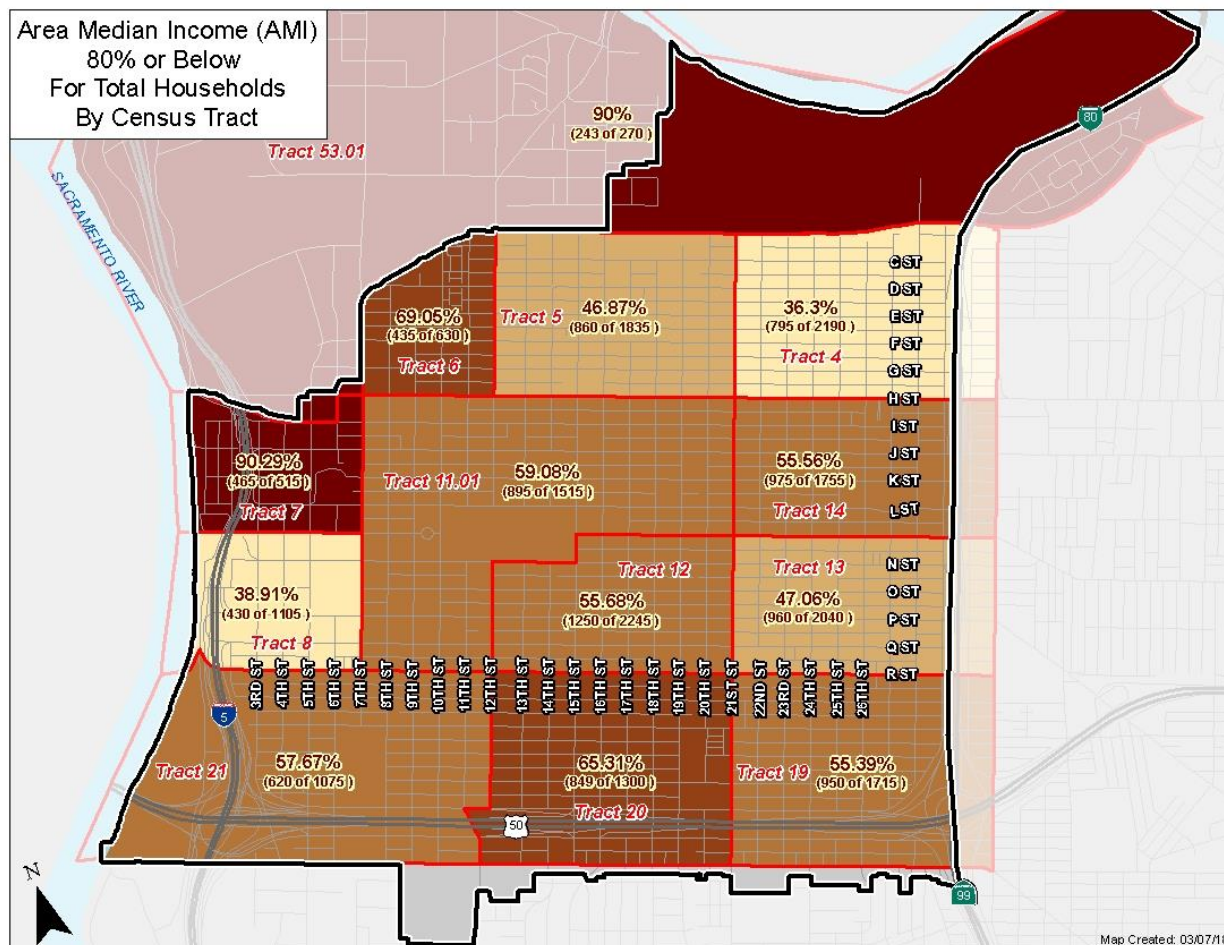 Area Median Income (AMI)
80% or Below
For Total Households
By Census Tract
90%
(243 of 270 )
Tract 53.01
80
SACRAMENTO RIVER
69.05%
(435 of 630 )
Tract 6
Tract 5
46.87%
(860 of 1835 )
36.3%
(795 of 2190 )
Tract 4
C ST
D ST
E ST
F ST
G ST
H ST
I ST
J ST
K ST
L ST
90.29%
(465 of 515 )
Tract 7
Tract 11.01
59.08%
(895 of 1515 )
55.56%
(975 of 1755 )
Tract 14
38.91%
(430 of 1105 )
Tract 8
Tract 12
55.68%
(1250 of 2245 )
Tract 13
47.06%
(960 of 2040 )
N ST
O ST
P ST
Q ST
R ST
3RD ST
4TH ST
5TH ST
6TH ST
7TH ST
8TH ST
9TH ST
10TH ST
11TH ST
12TH ST
13TH ST
14TH ST
15TH ST
16TH ST
17TH ST
18TH ST
19TH ST
20TH ST
21ST ST
22ND ST
23RD ST
24TH ST
25TH ST
26TH ST
5
Tract 21
57.67%
(620 of 1075 )
65.31%
(849 of 1300 )
Tract 20
Tract 19
55.39%
(950 of 1715 )
50
99
N
Map Created: 03/07/18